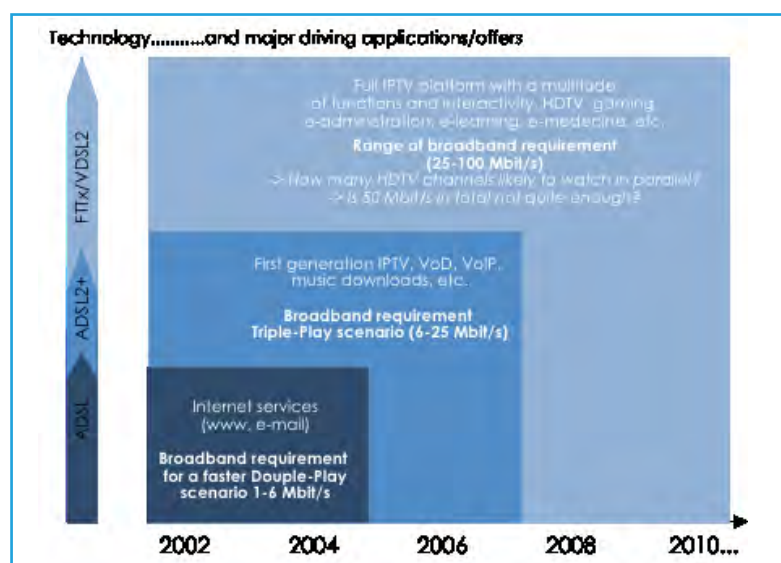 Technology...........and major driving applications/offers
Full IPTV platform with a multitude
of functions and interactivity, HDTV, gaming,
e-adminstration, e-learning, e-medecine, etc.
Range of broadband requirement
(25-100 Mbit/s)
-> How many HDTV channels likely to watch in parallel?
-> Is 50 Mbit/s in total not quite enough?
FTTx/VDSL2
First generation IPTV, VoD, VoIP,
music downloads, etc.
Broadband requirement
Triple-Play scenario (6-25 Mbit/s)
ADSL2+
Internet services
(www, e-mail)
Broadband requirement
for a faster Douple-Play
scenario 1-6 Mbit/s
ADSL
2002 2004 2006 2008 2010...